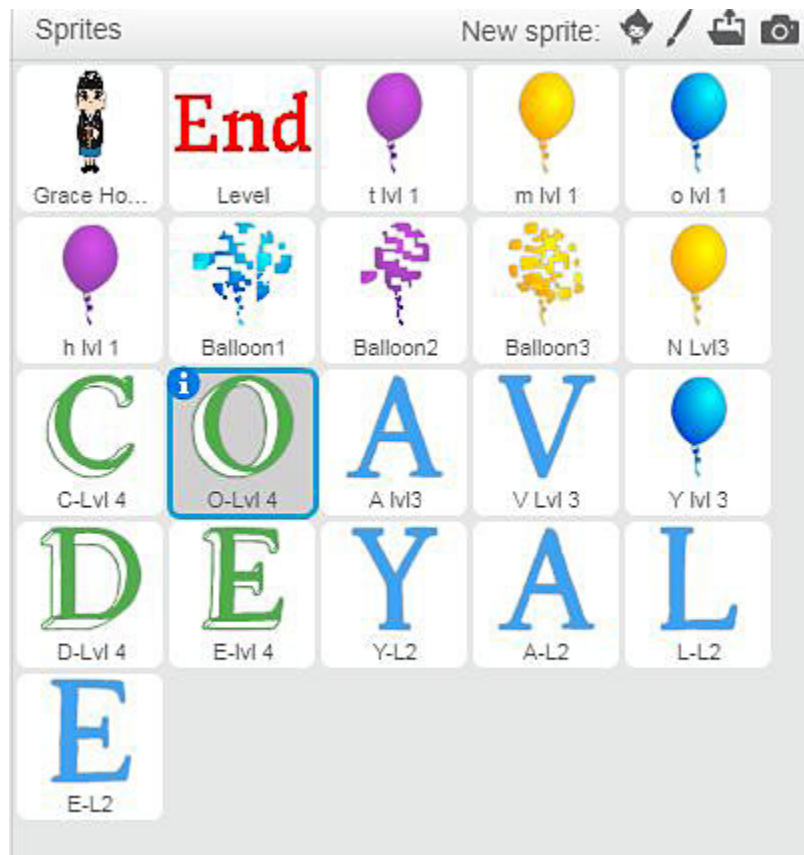 Sprites New sprite:
End
Grace Ho... Level t lvl 1 m lvl 1 o lvl 1
h lvl 1 Balloon1 Balloon2 Balloon3 N Lvl3
C O A V
C-Lvl 4 O-Lvl 4 A lvl3 V Lvl 3 Y lvl 3
D E Y A L
D-Lvl 4 E-lvl 4 Y-L2 A-L2 L-L2
E
E-L2